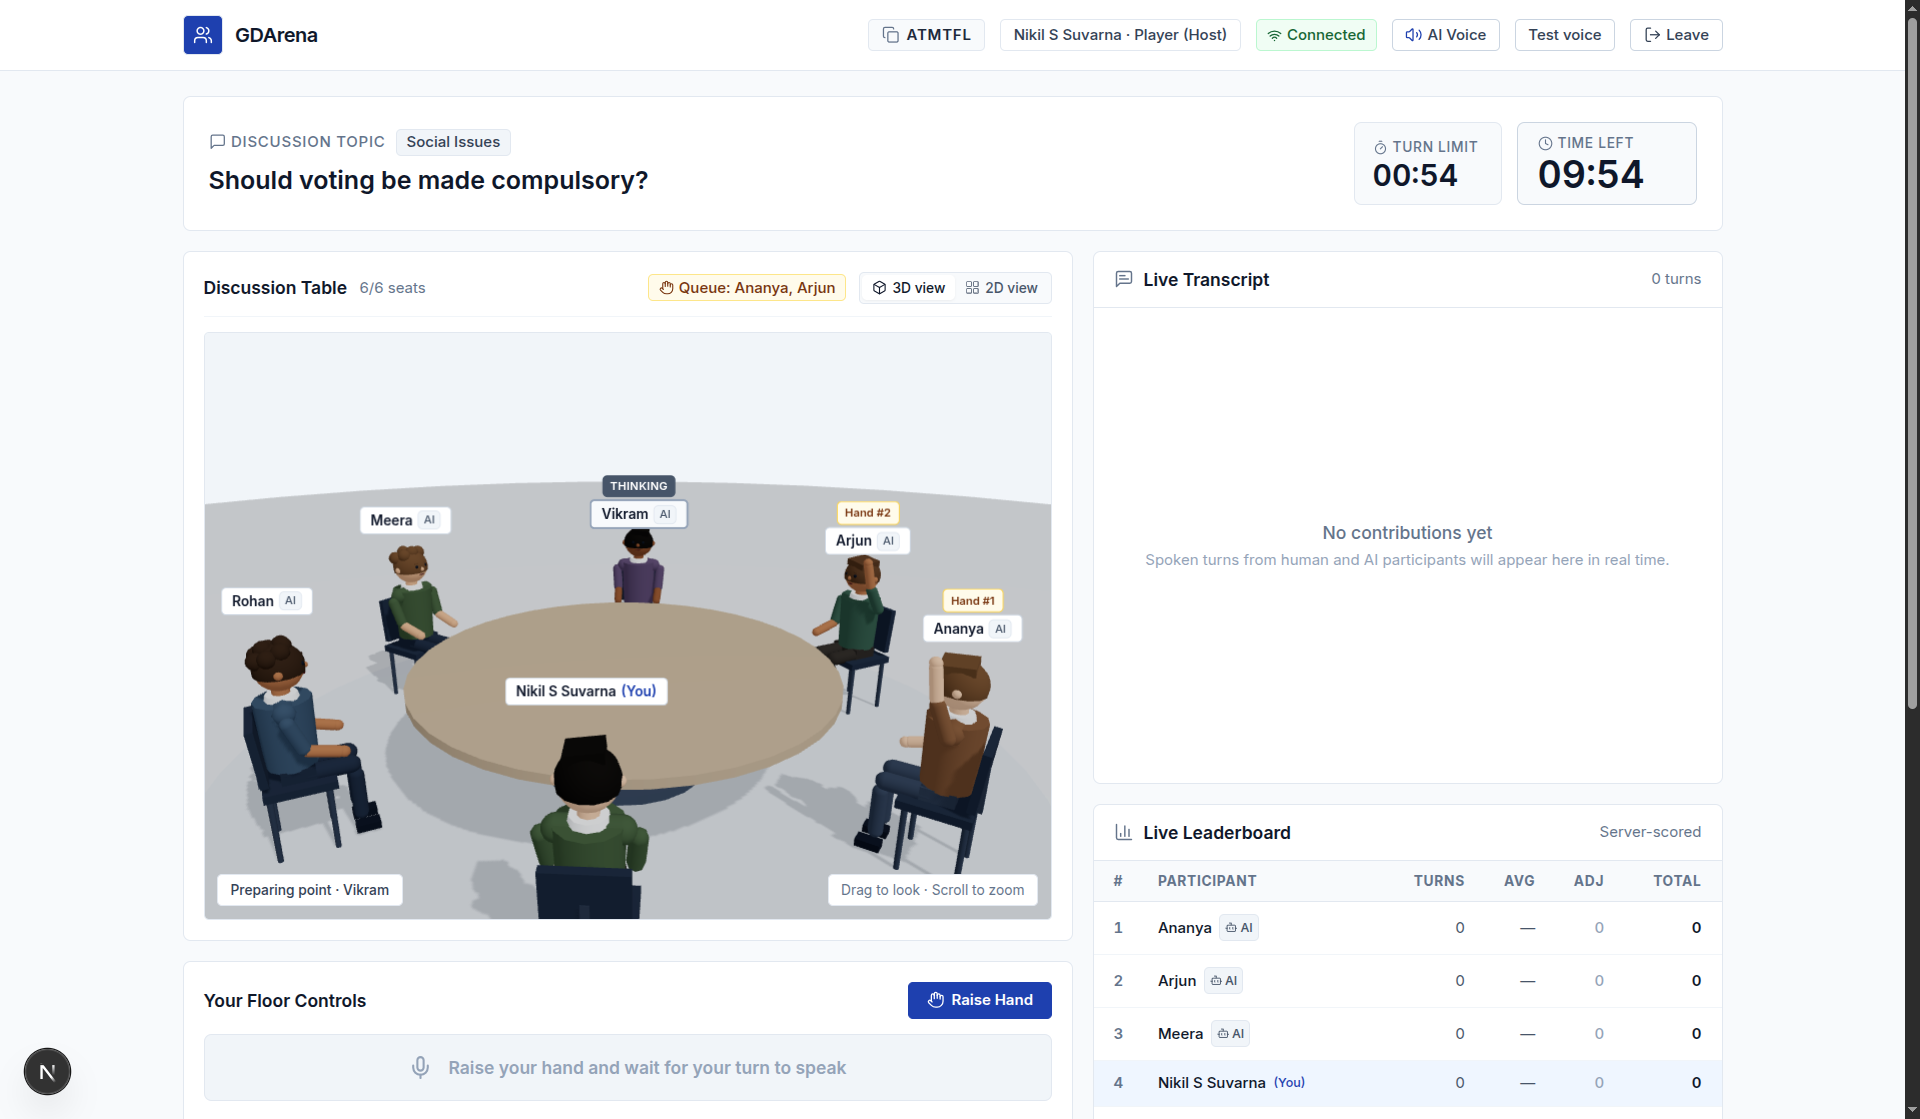 GDArena
ATMTFL
Nikil S Suvarna · Player (Host)
Connected
AI Voice
Test voice
Leave
DISCUSSION TOPIC
Social Issues
Should voting be made compulsory?
TURN LIMIT
00:54
TIME LEFT
09:54
Discussion Table
6/6 seats
Queue: Ananya, Arjun
3D view
2D view
THINKING
Vikram AI
Meera AI
Hand #2
Arjun AI
Rohan AI
Hand #1
Ananya AI
Nikil S Suvarna (You)
Preparing point · Vikram
Drag to look · Scroll to zoom
Your Floor Controls
Raise Hand
Raise your hand and wait for your turn to speak
Live Transcript
0 turns
No contributions yet
Spoken turns from human and AI participants will appear here in real time.
Live Leaderboard
Server-scored
# PARTICIPANT TURNS AVG ADJ TOTAL
1 Ananya AI 0 — 0 0
2 Arjun AI 0 — 0 0
3 Meera AI 0 — 0 0
4 Nikil S Suvarna (You) 0 — 0 0
N